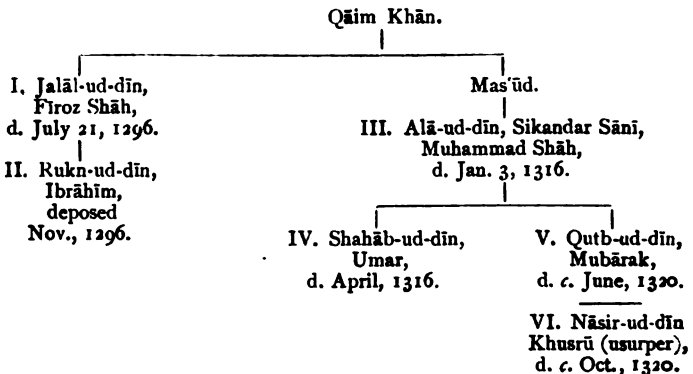 Qāim Khān.
I. Jalāl-ud-dīn,
Fīroz Shāh,
d. July 21, 1296.
II. Rukn-ud-dīn,
Ibrāhīm,
deposed
Nov., 1296.
Mas'ūd.
III. Alā-ud-dīn, Sikandar Sānī,
Muhammad Shāh,
d. Jan. 3, 1316.
IV. Shahāb-ud-dīn,
Umar,
d. April, 1316.
V. Qutb-ud-dīn,
Mubārak,
d. c. June, 1320.
VI. Nāsir-ud-dīn
Khusrū (usurper),
d. c. Oct., 1320.